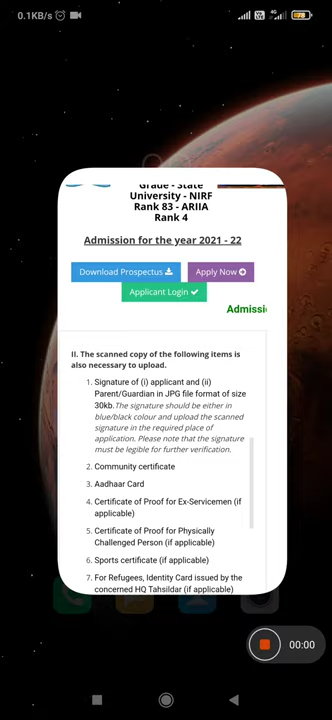 0.1KB/s
4G
78
Grade - State
University - NIRF
Rank 83 - ARIIA
Rank 4
Admission for the year 2021 - 22
Download Prospectus
Apply Now
Applicant Login
Admissi
II. The scanned copy of the following items is
also necessary to upload.
1. Signature of (i) applicant and (ii)
Parent/Guardian in JPG file format of size
30kb. The signature should be either in
blue/black colour and upload the scanned
signature in the required place of
application. Please note that the signature
must be legible for further verification.
2. Community certificate
3. Aadhaar Card
4. Certificate of Proof for Ex-Servicemen (if
applicable)
5. Certificate of Proof for Physically
Challenged Person (if applicable)
6. Sports certificate (if applicable)
7. For Refugees, Identity Card issued by the
concerned HQ Tahsildar (if applicable)
00:00